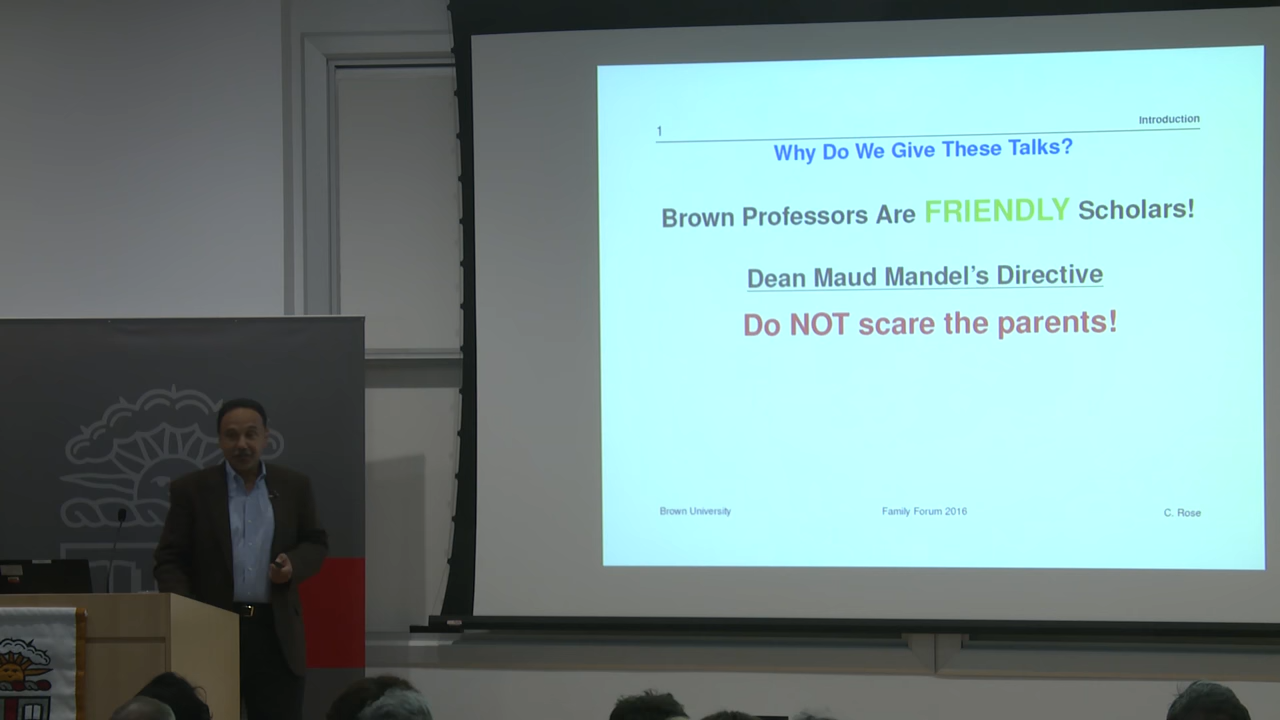 1
Introduction
Why Do We Give These Talks?
Brown Professors Are FRIENDLY Scholars!
Dean Maud Mandel's Directive
Do NOT scare the parents!
Brown University
Family Forum 2016
C. Rose